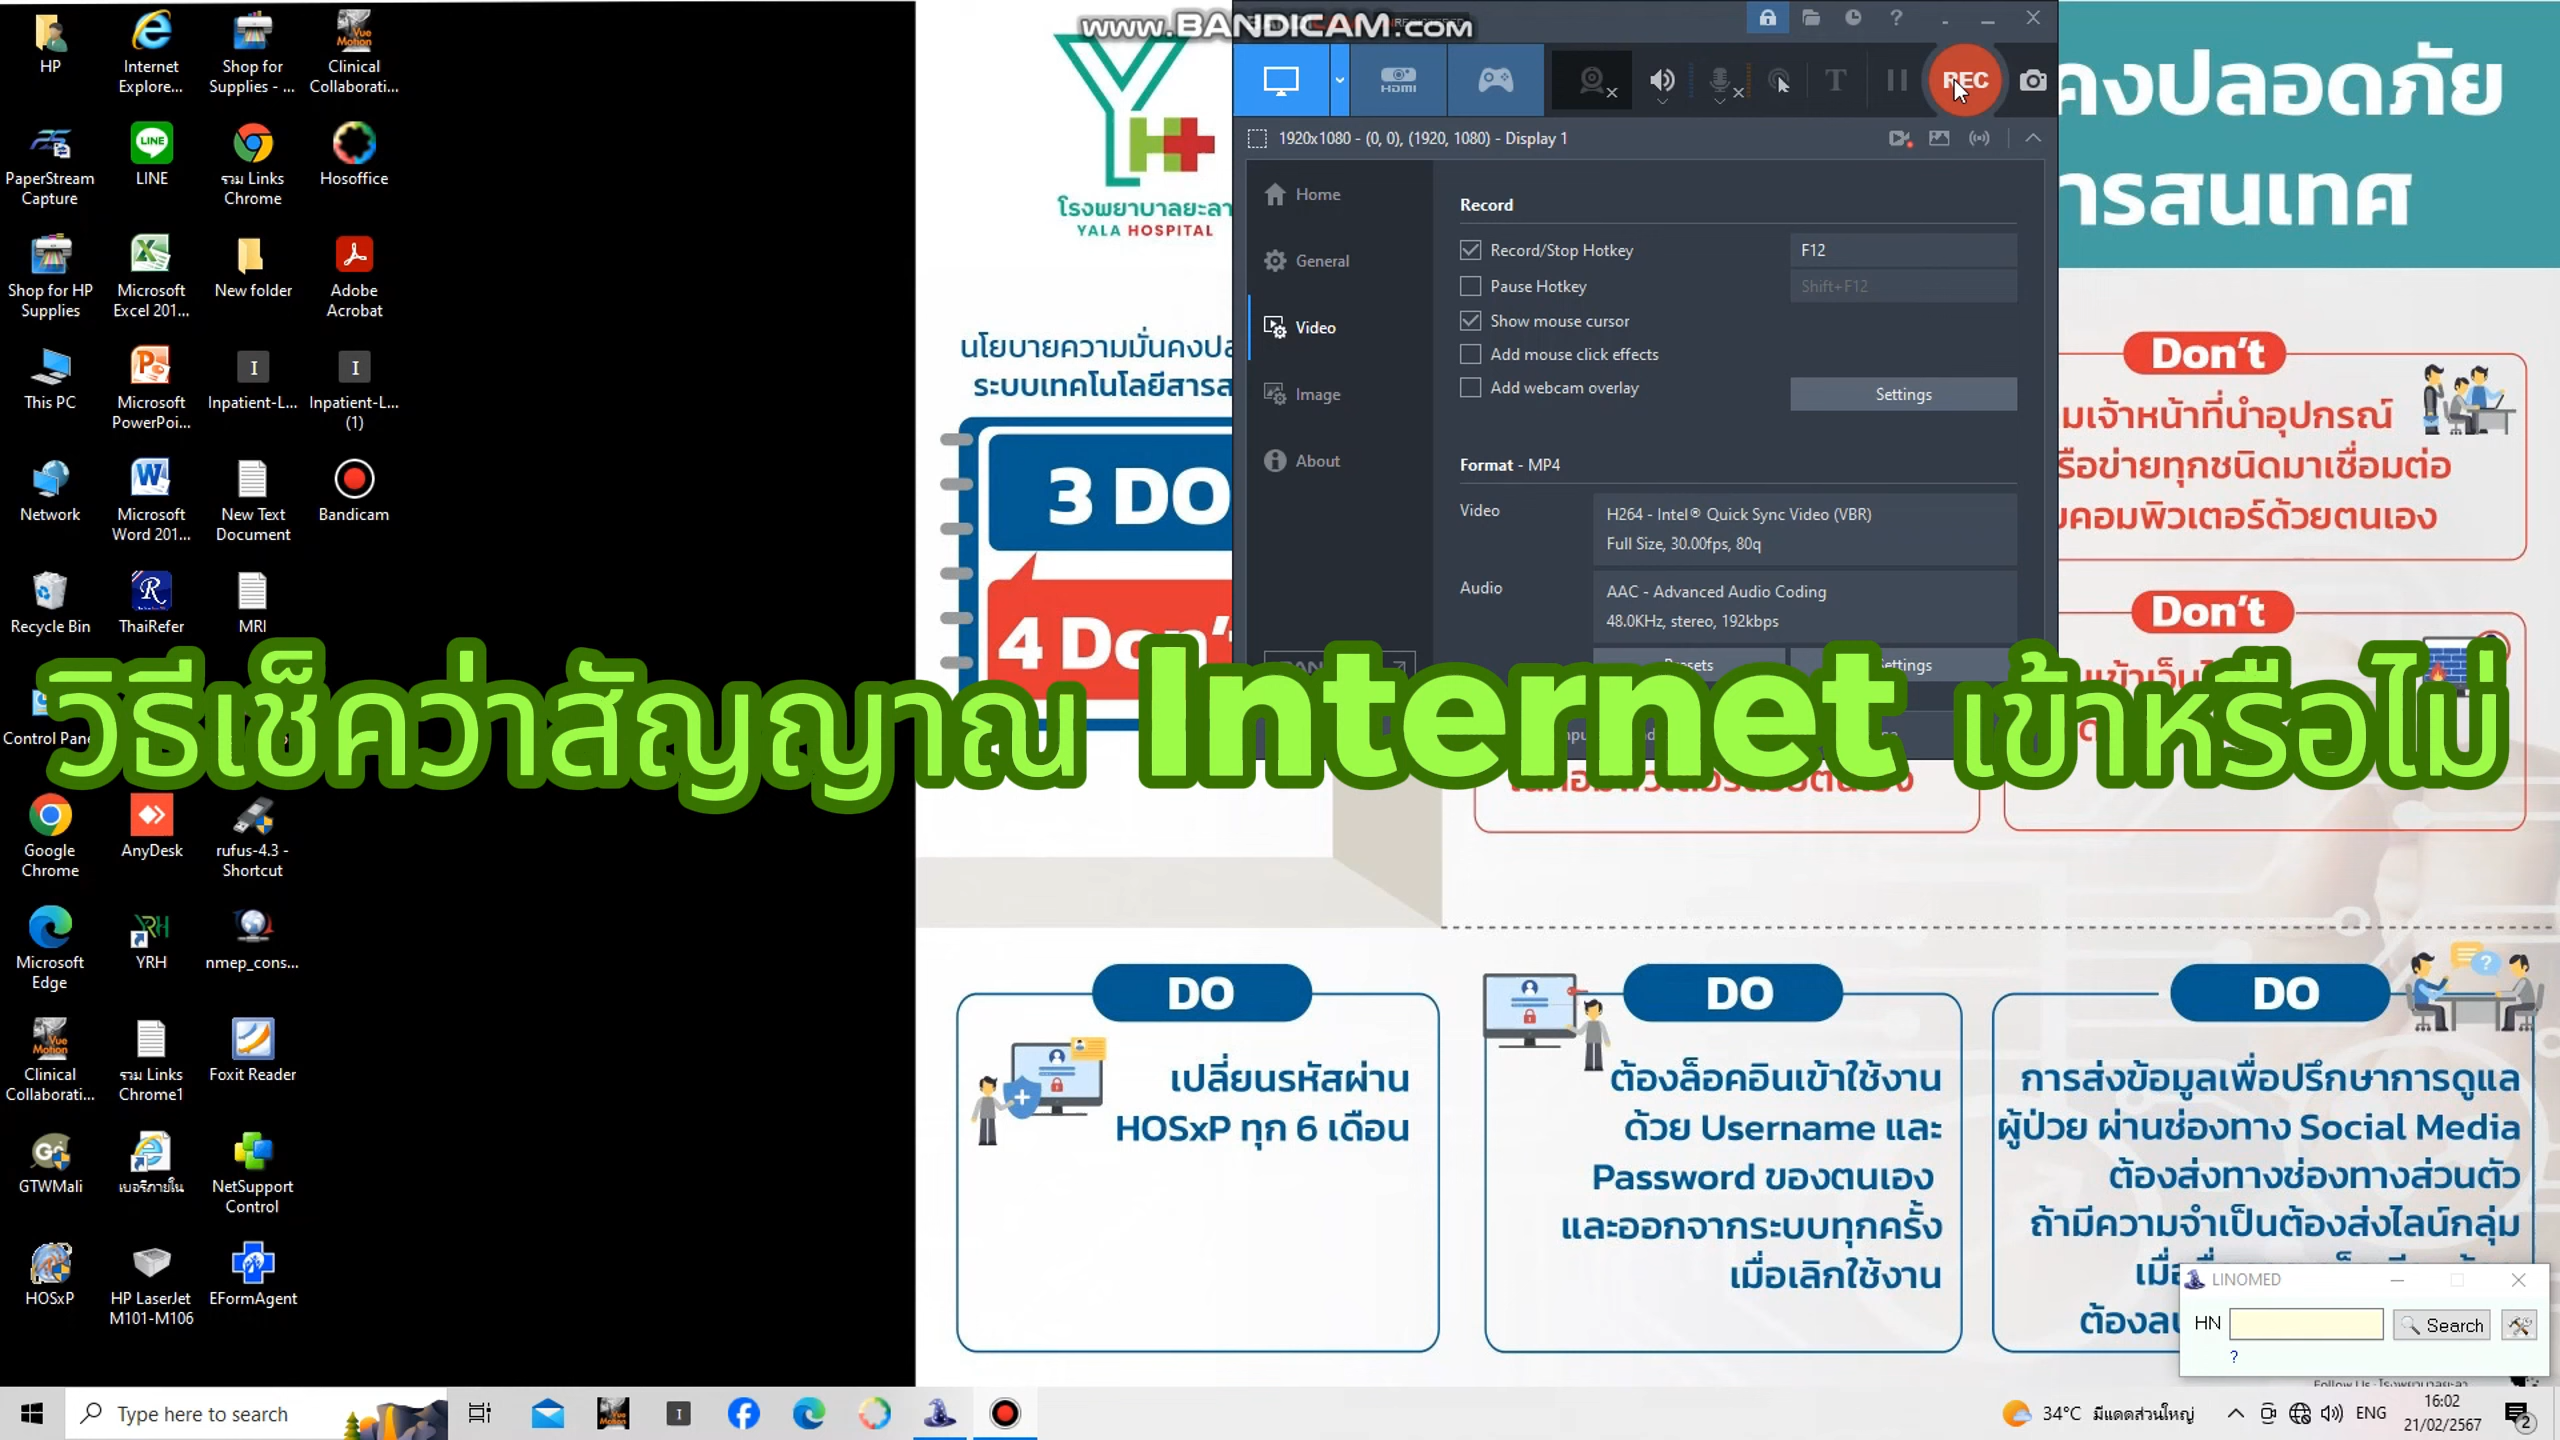 HP
Internet
Explore...
Shop for
Supplies - ...
Clinical
Collaborati...
PaperStream
Capture
LINE
รวม Links
Chrome
Hosoffice
Shop for HP
Supplies
Microsoft
Excel 201...
New folder
Adobe
Acrobat
This PC
Microsoft
PowerPoi...
Inpatient-L...
Inpatient-L...
(1)
Network
Microsoft
Word 201...
New Text
Document
Bandicam
Recycle Bin
ThaiRefer
MRI
Control Pane
Google
Chrome
AnyDesk
rufus-4.3 -
Shortcut
Microsoft
Edge
YRH
nmep_cons...
Clinical
Collaborati...
รวม Links
Chrome1
Foxit Reader
GTWMali
เบอร์ภายใน
NetSupport
Control
HOSxP
HP LaserJet
M101-M106
EFormAgent
www.BANDICAM.com
โรงพยาบาลยะลา
YALA HOSPITAL
REC
1920x1080 - (0, 0), (1920, 1080) - Display 1
Home
General
Video
Image
About
Record
Record/Stop Hotkey
F12
Pause Hotkey
Shift+F12
Show mouse cursor
Add mouse click effects
Add webcam overlay
Settings
Format - MP4
Video
H264 - Intel® Quick Sync Video (VBR)
Full Size, 30.00fps, 80q
Audio
AAC - Advanced Audio Coding
48.0KHz, stereo, 192kbps
คงปลอดภัย
ารสนเทศ
นโยบายความมั่นคงปล
ระบบเทคโนโลยีสารส
3 DO
4 Don't
Don't
มเจ้าหน้าที่นำอุปกรณ์
รือข่ายทุกชนิดมาเชื่อมต่อ
บคอมพิวเตอร์ด้วยตนเอง
Don't
วิธีเช็คว่าสัญญาณ Internet เข้าหรือไม่
DO
เปลี่ยนรหัสผ่าน
HOSxP ทุก 6 เดือน
DO
ต้องล็อคอินเข้าใช้งาน
ด้วย Username และ
Password ของตนเอง
และออกจากระบบทุกครั้ง
เมื่อเลิกใช้งาน
DO
การส่งข้อมูลเพื่อปรึกษาการดูแล
ผู้ป่วย ผ่านช่องทาง Social Media
ต้องส่งทางช่องทางส่วนตัว
ถ้ามีความจำเป็นต้องส่งไลน์กลุ่ม
LINOMED
HN
Search
?
Type here to search
34°C มีแดดส่วนใหญ่
ENG
16:02
21/02/2567
2